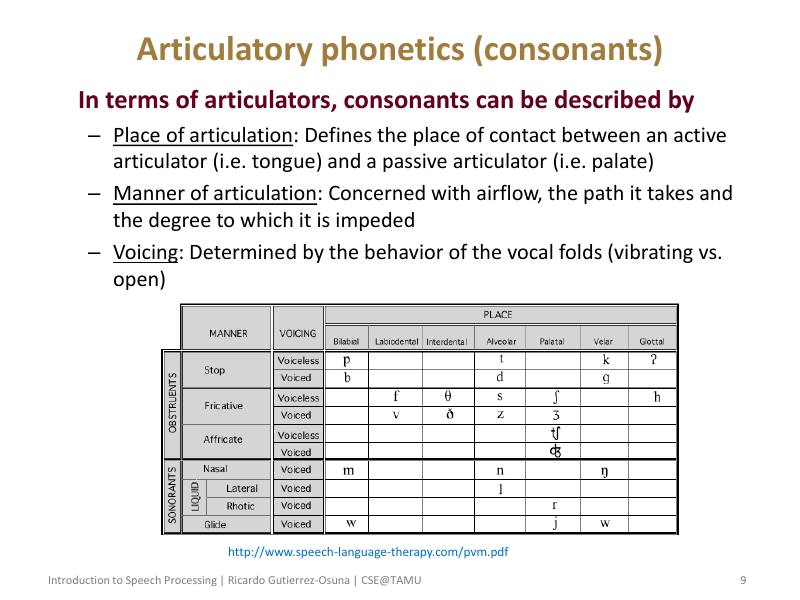 Articulatory phonetics (consonants)
In terms of articulators, consonants can be described by
– Place of articulation: Defines the place of contact between an active
articulator (i.e. tongue) and a passive articulator (i.e. palate)
– Manner of articulation: Concerned with airflow, the path it takes and
the degree to which it is impeded
– Voicing: Determined by the behavior of the vocal folds (vibrating vs.
open)
PLACE
MANNER VOICING
Bilabial Labiodental Interdental Alveolar Palatal Velar Glottal
OBSTRUENTS
Stop
Voiceless p t k ʔ
Voiced b d g
Fricative
Voiceless f θ s ʃ h
Voiced v ð z ʒ
Affricate
Voiceless ʧ
Voiced ʤ
SONORANTS
Nasal Voiced m n ŋ
LIQUID
Lateral Voiced l
Rhotic Voiced r
Glide Voiced w j w
http://www.speech-language-therapy.com/pvm.pdf
Introduction to Speech Processing | Ricardo Gutierrez-Osuna | CSE@TAMU 9